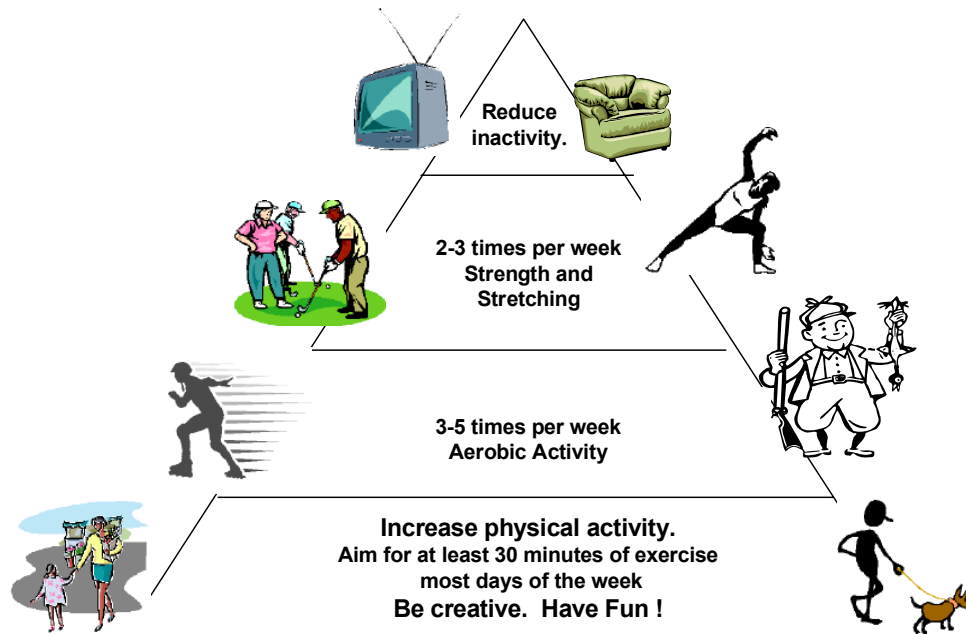 Reduce
inactivity.
2-3 times per week
Strength and
Stretching
3-5 times per week
Aerobic Activity
Increase physical activity.
Aim for at least 30 minutes of exercise
most days of the week
Be creative.  Have Fun !